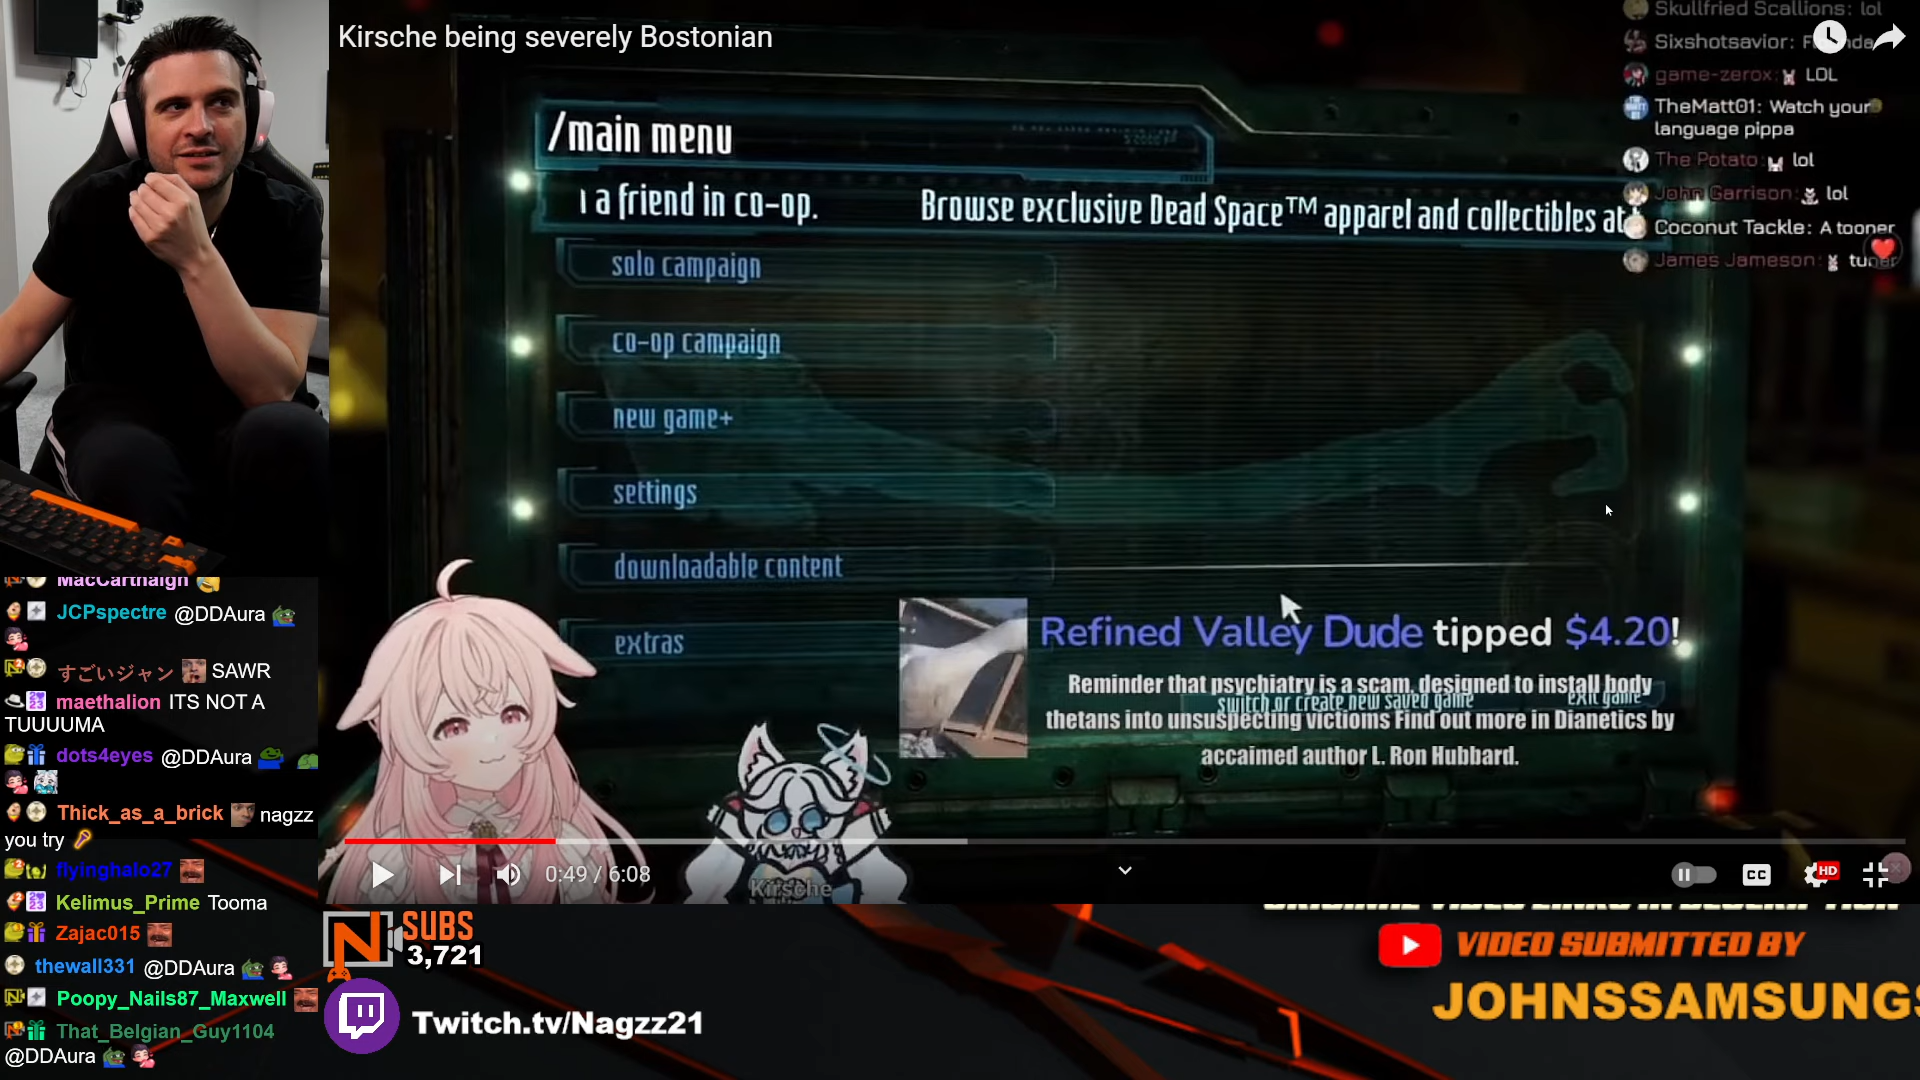 Kirsche being severely Bostonian
Skullfried Scallions: lol
Sixshotsavior:
game-zerox: LOL
TheMatt01: Watch your
language pippa
The Potato: lol
John Garrison: lol
Coconut Tackle: A tooner
James Jameson: tuner
/main menu
a friend in co-op. Browse exclusive Dead Space™ apparel and collectibles at
solo campaign
co-op campaign
new game+
settings
downloadable content
extras
switch or create new saved game
exit game
Refined Valley Dude tipped $4.20!
Reminder that psychiatry is a scam, designed to install body
thetans into unsuspecting victioms Find out more in Dianetics by
accaimed author L. Ron Hubbard.
Kirsche
0:49 / 6:08
CC
HD
MacCarthaigh
JCPspectre @DDAura
すごいジャン SAWR
maethalion ITS NOT A
TUUUUMA
dots4eyes @DDAura
Thick_as_a_brick nagzz
you try
flyinghalo27
Kelimus_Prime Tooma
Zajac015
thewall331 @DDAura
Poopy_Nails87_Maxwell
That_Belgian_Guy1104
@DDAura
N SUBS
3,721
Twitch.tv/Nagzz21
VIDEO SUBMITTED BY
JOHNSSAMSUNGS